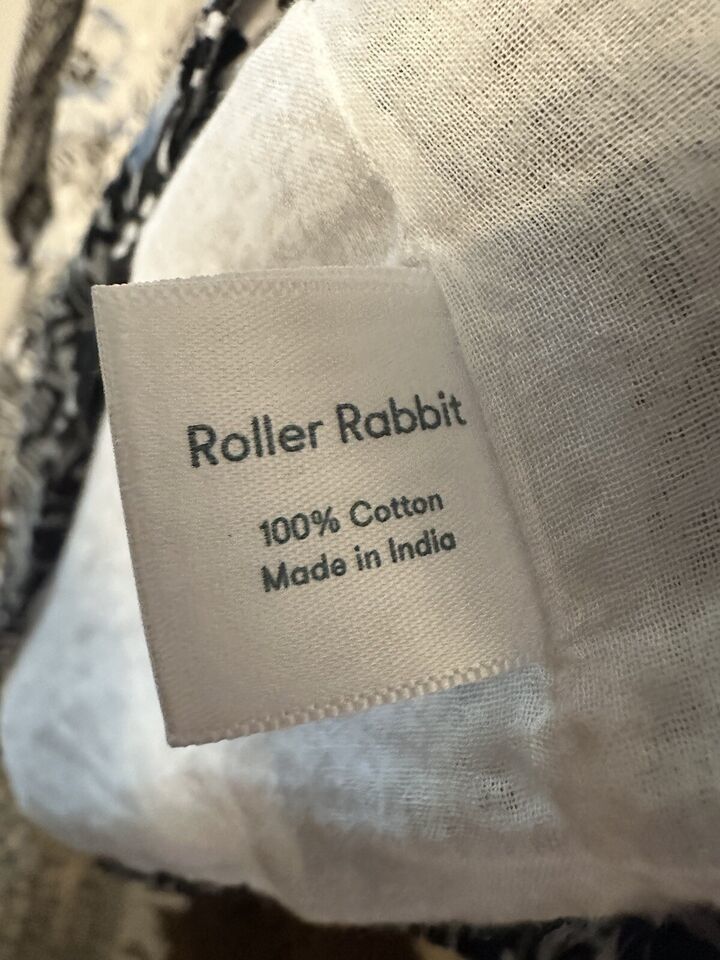 Roller Rabbit
100% Cotton
Made in India